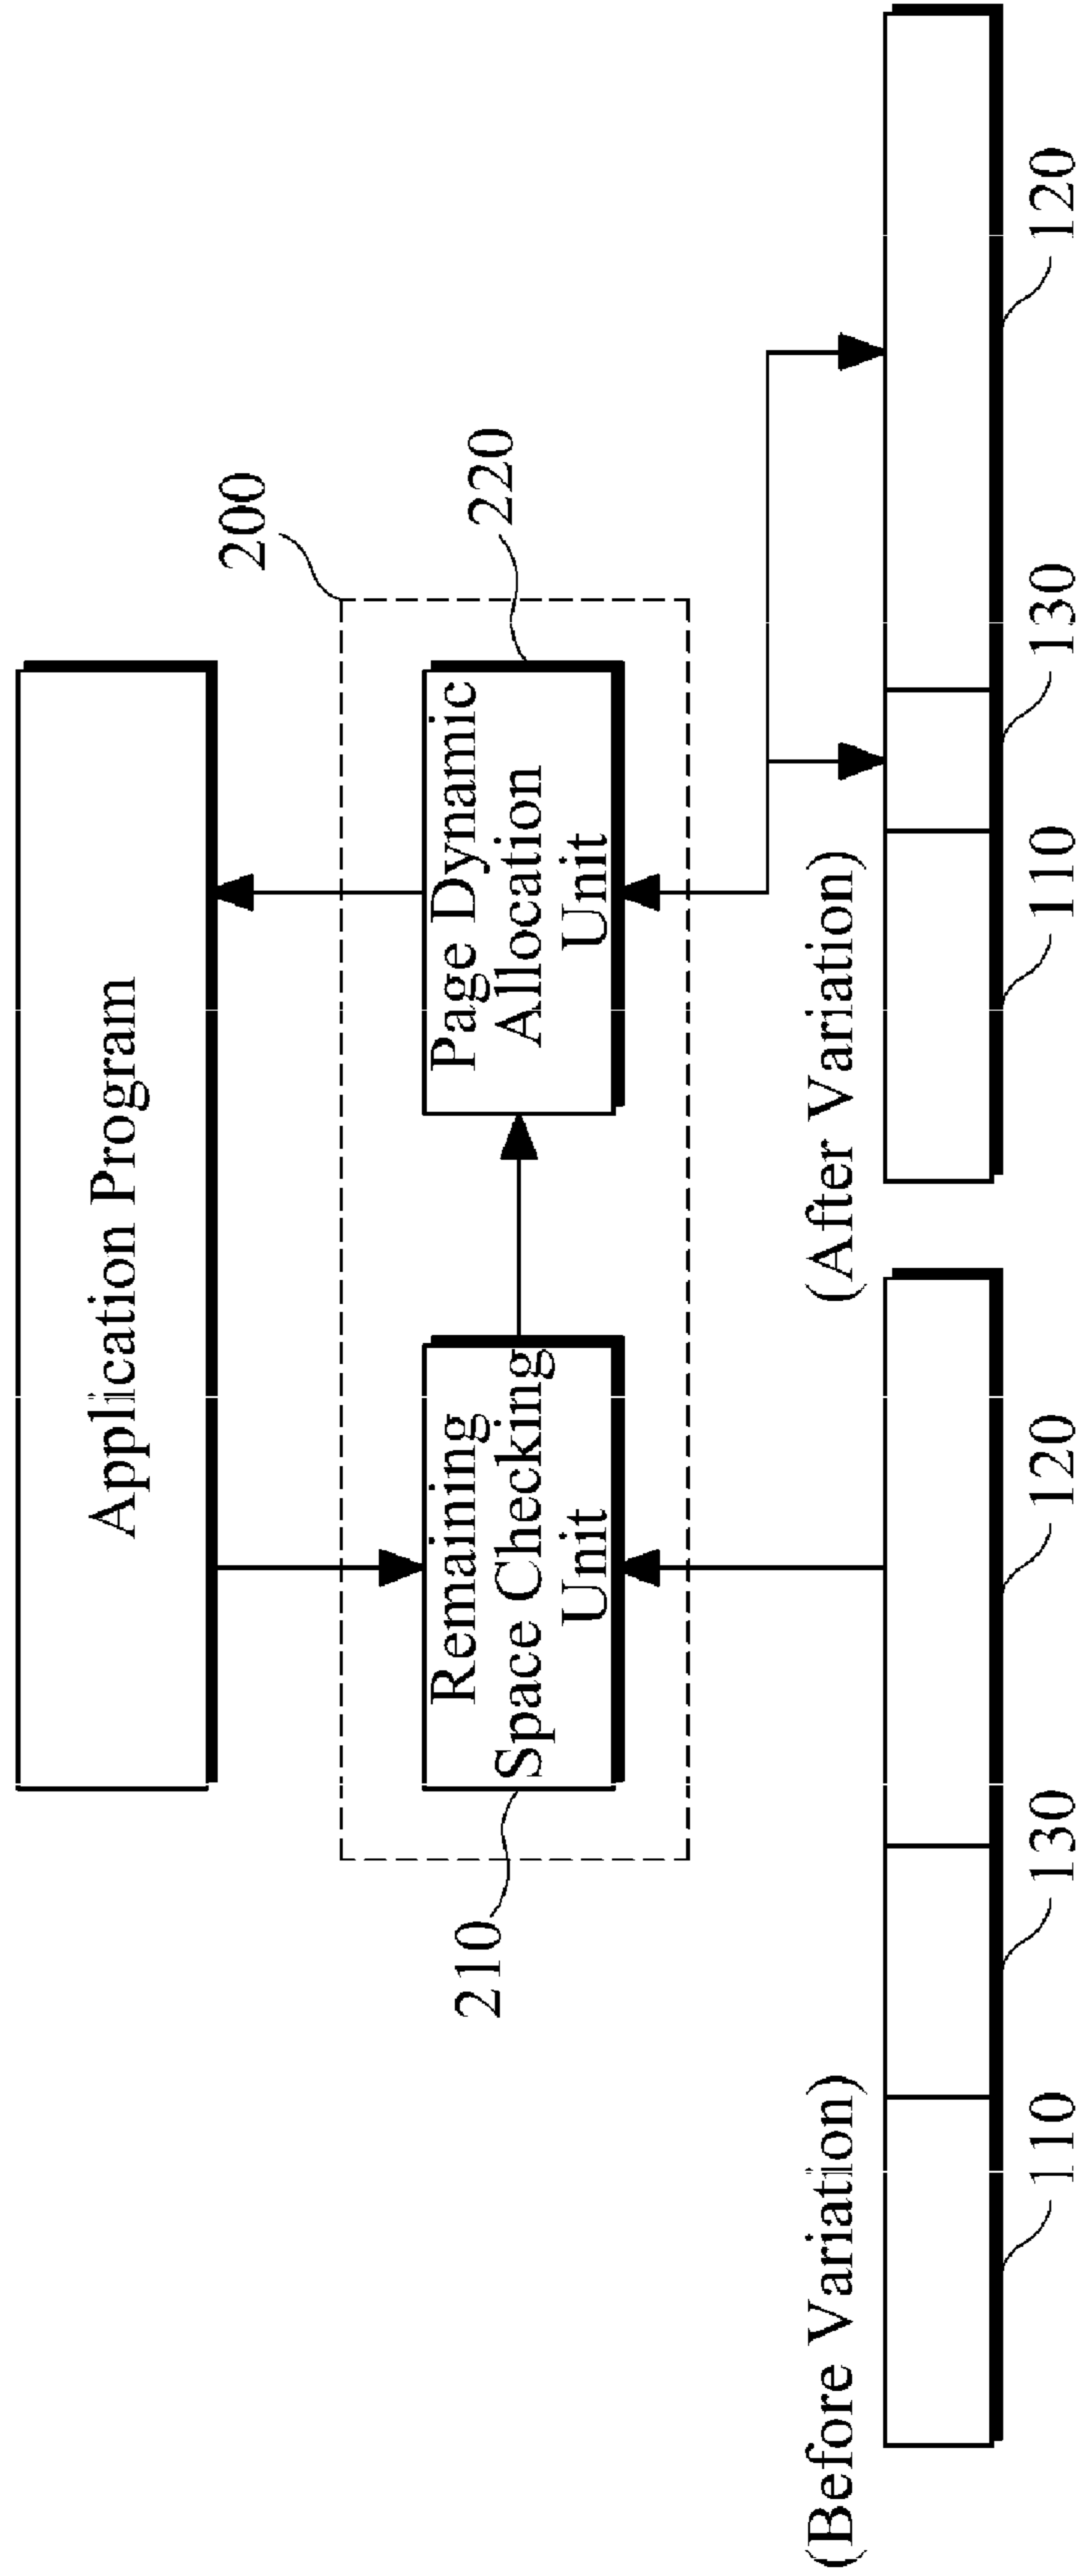 Application Program
200
210
Remaining
Space Checking
Unit
Page Dynamic
Allocation
Unit
220
(Before Variation)
(After Variation)
110
130
120
110
130
120